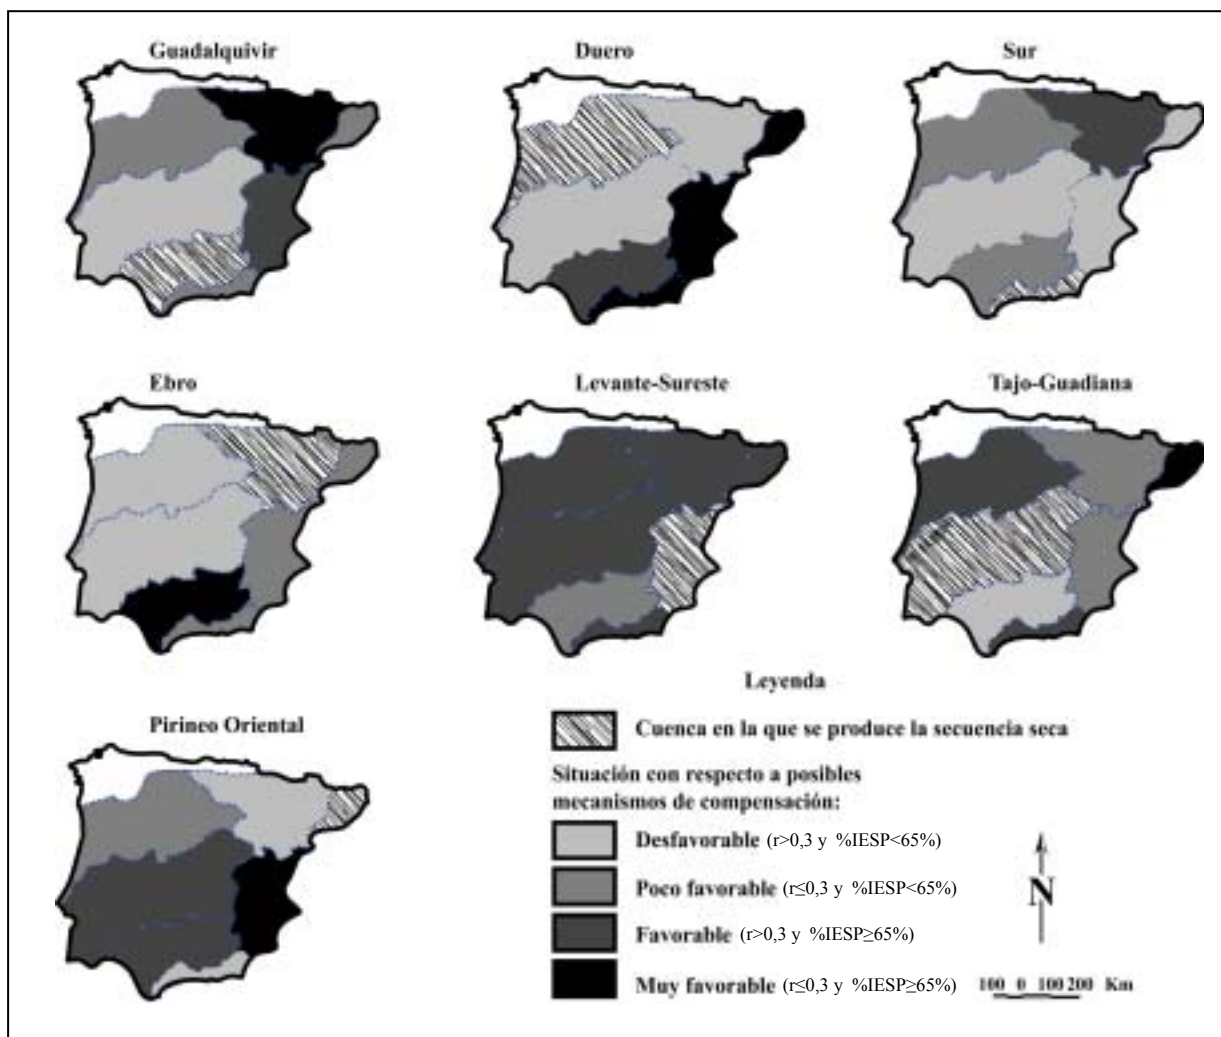 Guadalquivir
Duero
Sur
Ebro
Levante-Sureste
Tajo-Guadiana
Pirineo Oriental
Leyenda
Cuenca en la que se produce la secuencia seca
Situación con respecto a posibles
mecanismos de compensación:
Desfavorable (r>0,3 y %IESP<65%)
Poco favorable (r≤0,3 y %IESP<65%)
Favorable (r>0,3 y %IESP≥65%)
Muy favorable (r≤0,3 y %IESP≥65%)
N
100 0 100 200 Km